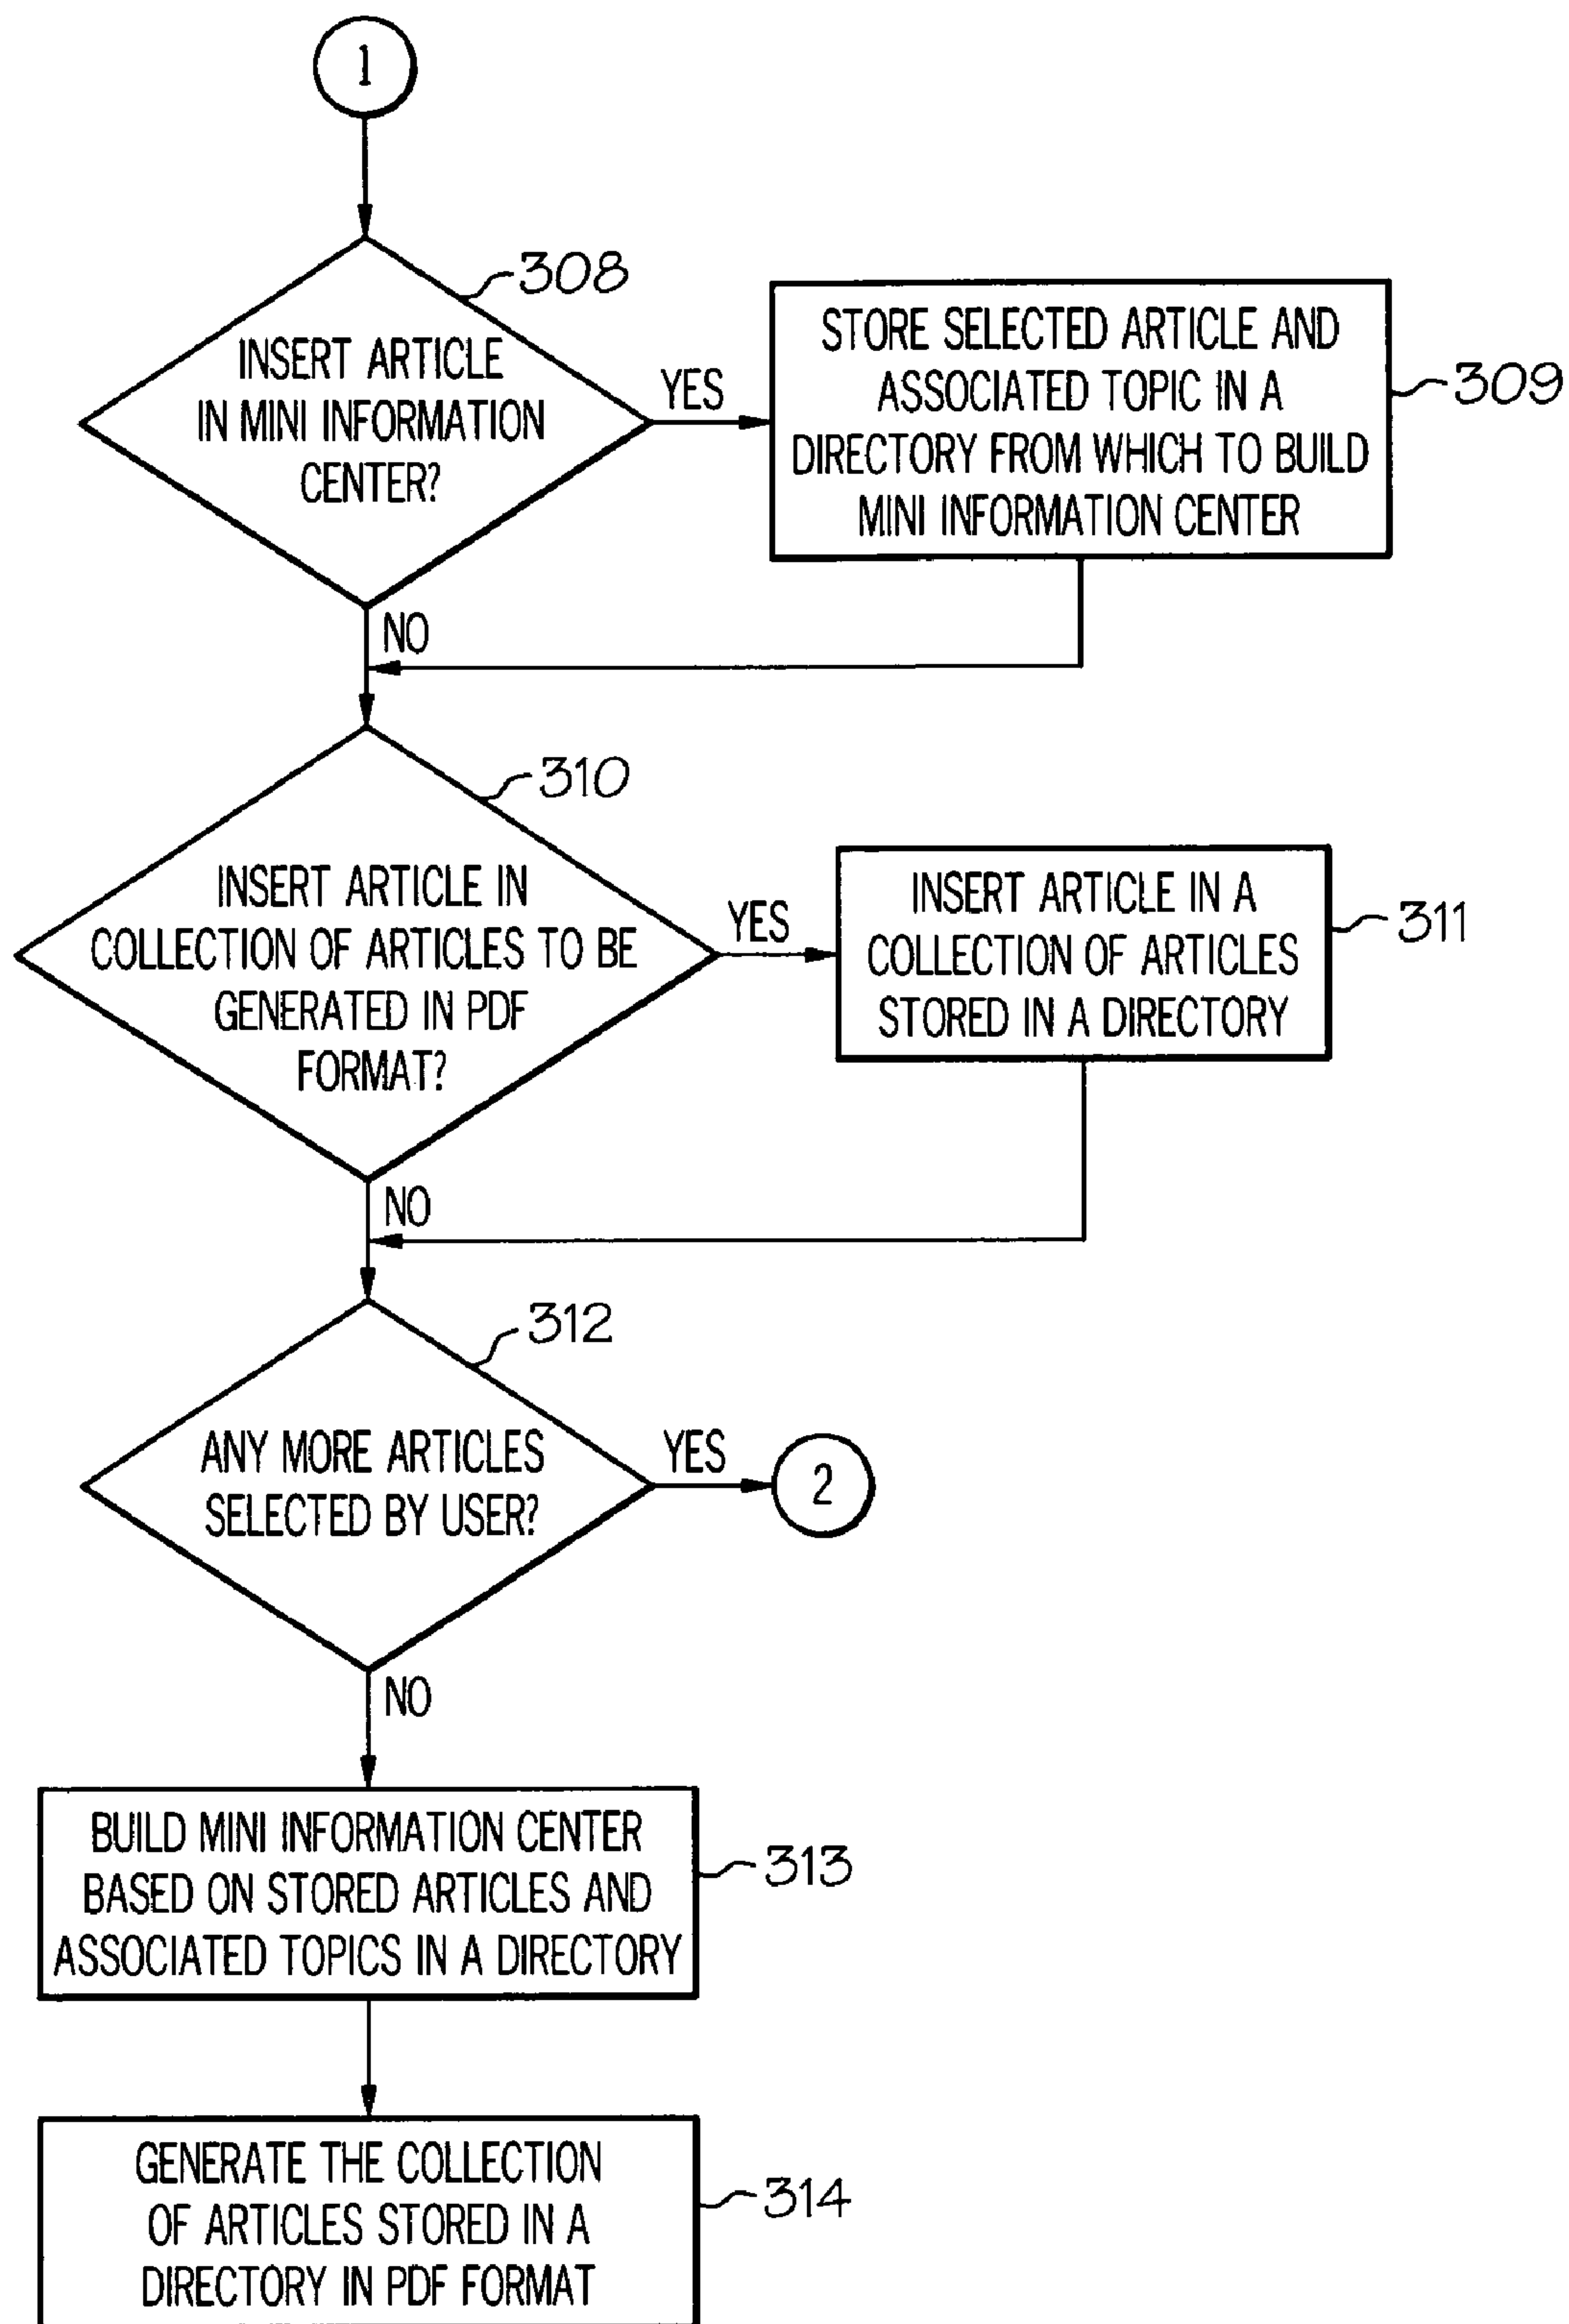 1
308
INSERT ARTICLE
IN MINI INFORMATION
CENTER?
YES
STORE SELECTED ARTICLE AND
ASSOCIATED TOPIC IN A
DIRECTORY FROM WHICH TO BUILD
MINI INFORMATION CENTER
309
NO
310
INSERT ARTICLE IN
COLLECTION OF ARTICLES TO BE
GENERATED IN PDF
FORMAT?
YES
INSERT ARTICLE IN A
COLLECTION OF ARTICLES
STORED IN A DIRECTORY
311
NO
312
ANY MORE ARTICLES
SELECTED BY USER?
YES
2
NO
BUILD MINI INFORMATION CENTER
BASED ON STORED ARTICLES AND
ASSOCIATED TOPICS IN A DIRECTORY
313
GENERATE THE COLLECTION
OF ARTICLES STORED IN A
DIRECTORY IN PDF FORMAT
314